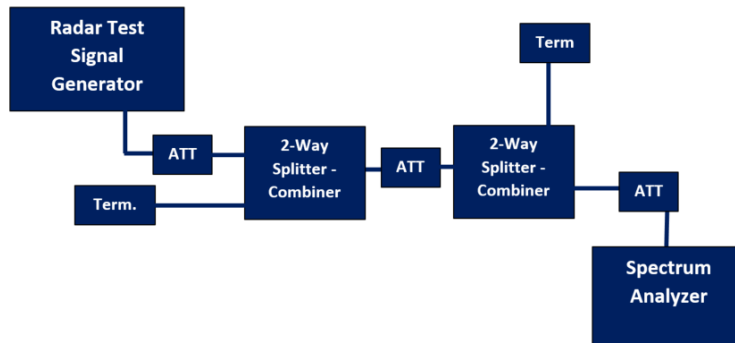 Radar Test
Signal
Generator
Term
ATT
2-Way
Splitter -
Combiner
ATT
2-Way
Splitter -
Combiner
Term.
ATT
Spectrum
Analyzer